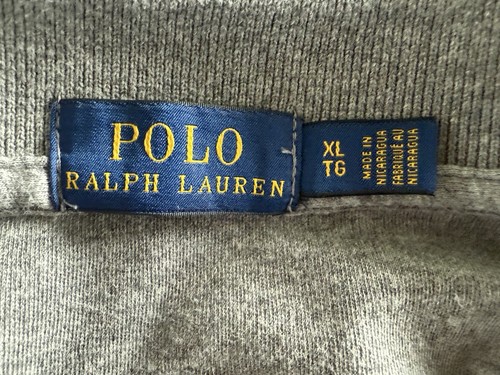 POLO
RALPH LAUREN
XL
TG
MADE IN
NICARAGUA
FABRIQUÉ AU
NICARAGUA